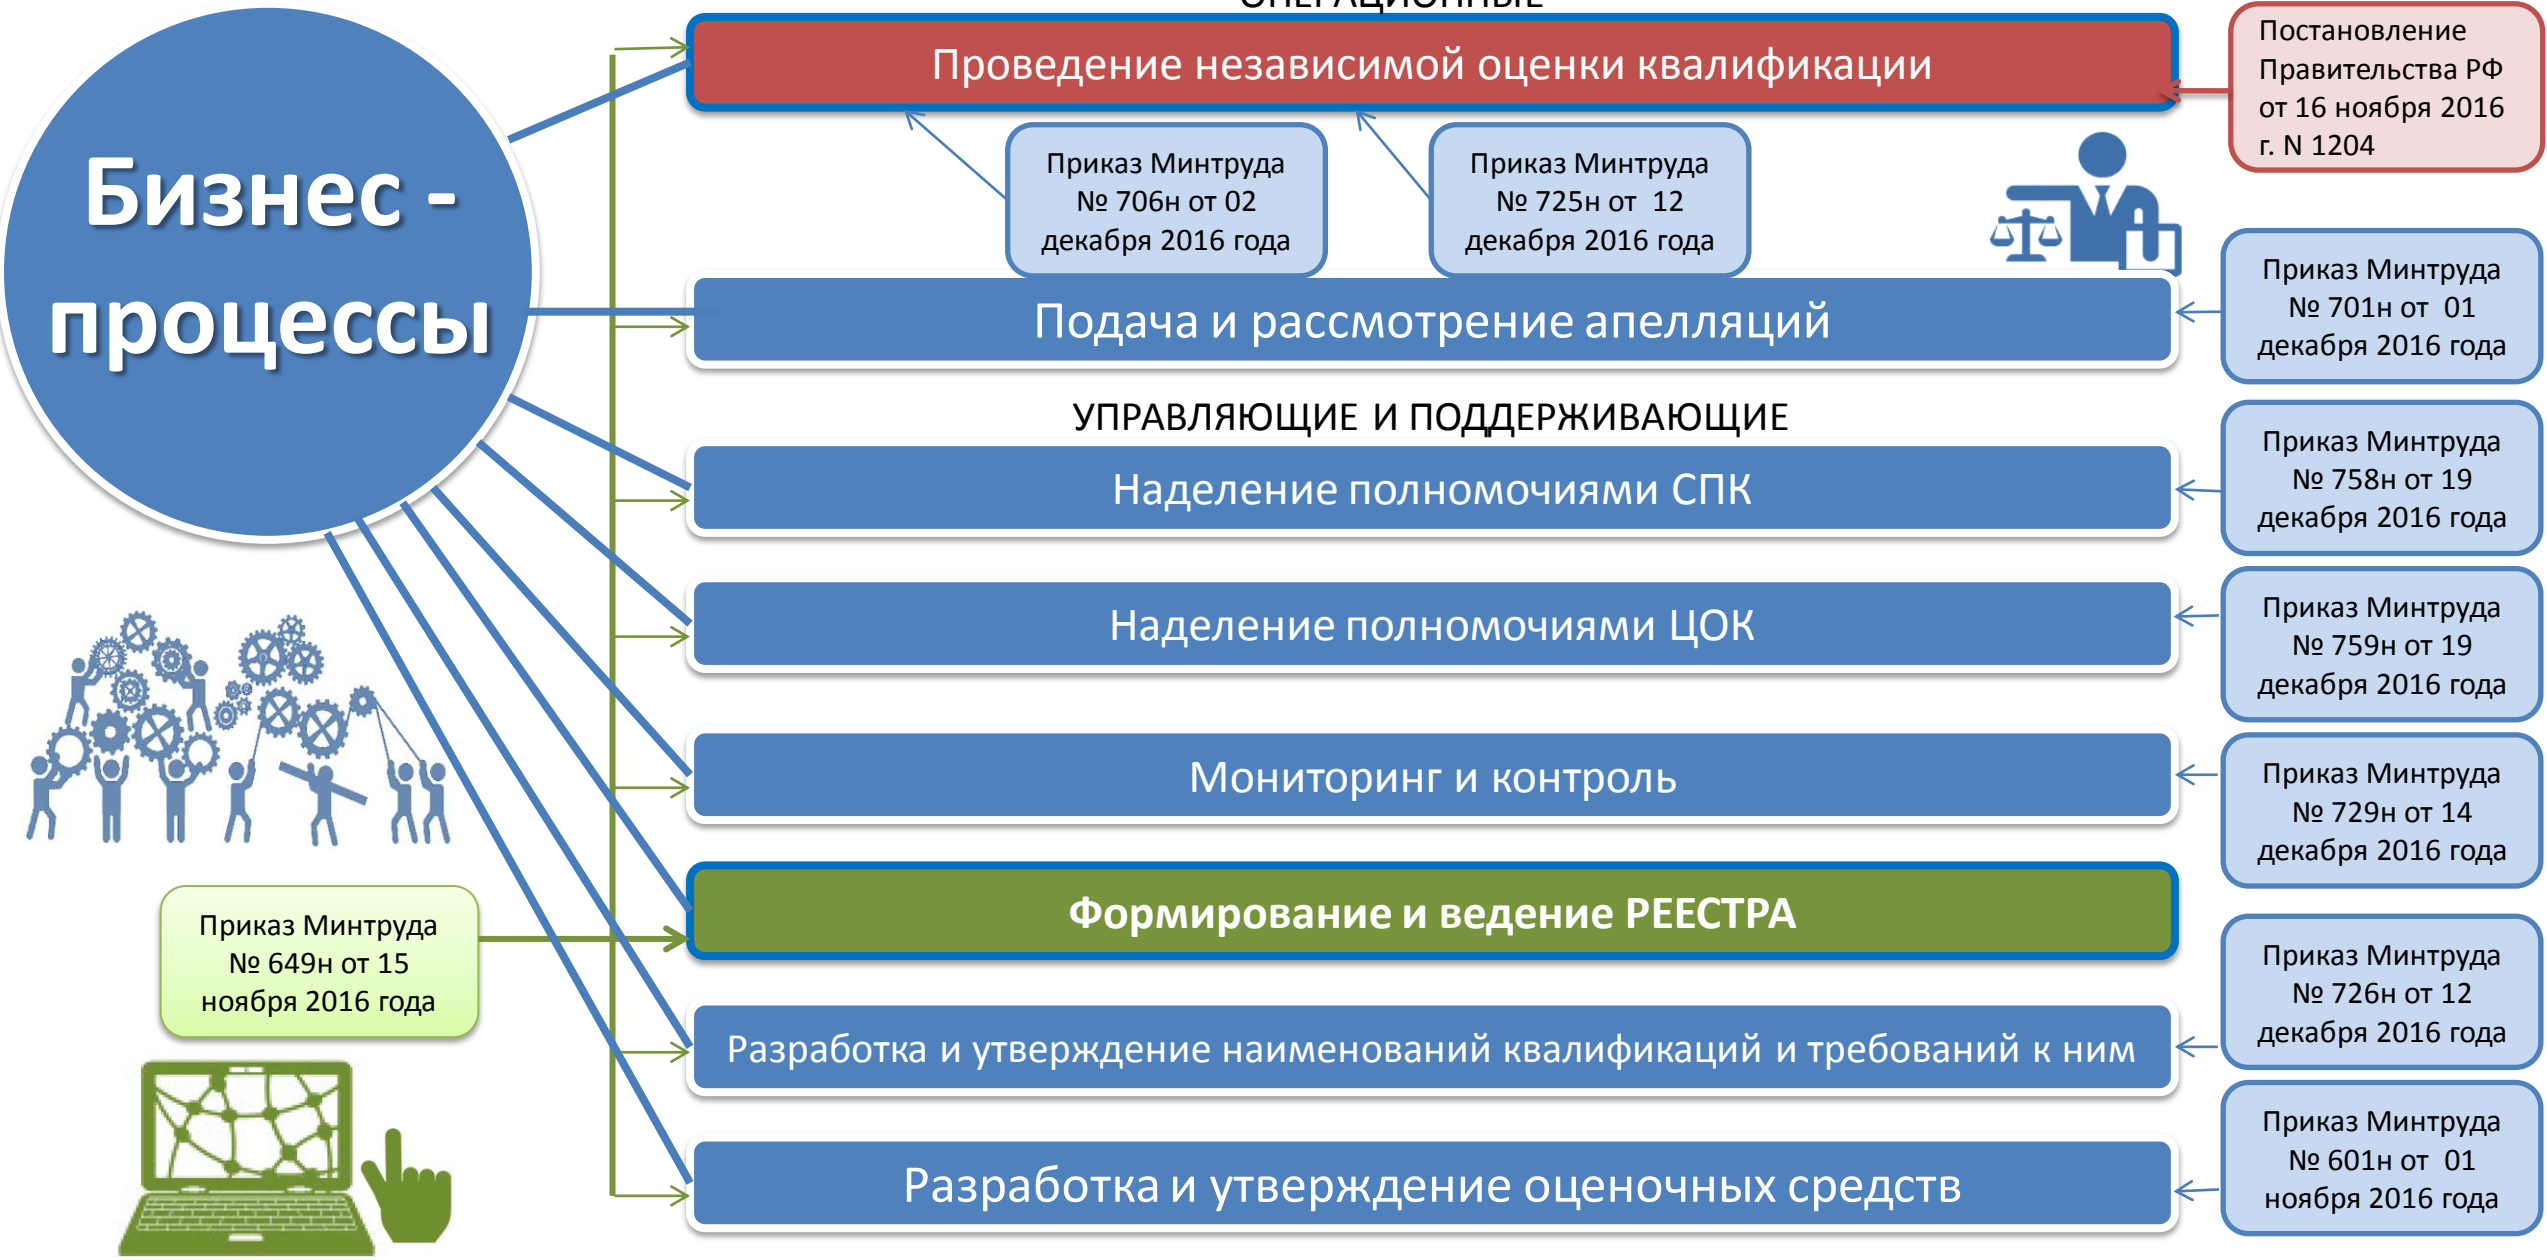 ОПЕРАЦИОННЫЕ
Бизнес -
процессы
Проведение независимой оценки квалификации
Постановление
Правительства РФ
от 16 ноября 2016
г. N 1204
Приказ Минтруда
№ 706н от 02
декабря 2016 года
Приказ Минтруда
№ 725н от 12
декабря 2016 года
Подача и рассмотрение апелляций
Приказ Минтруда
№ 701н от 01
декабря 2016 года
УПРАВЛЯЮЩИЕ И ПОДДЕРЖИВАЮЩИЕ
Наделение полномочиями СПК
Приказ Минтруда
№ 758н от 19
декабря 2016 года
Наделение полномочиями ЦОК
Приказ Минтруда
№ 759н от 19
декабря 2016 года
Мониторинг и контроль
Приказ Минтруда
№ 729н от 14
декабря 2016 года
Формирование и ведение РЕЕСТРА
Приказ Минтруда
№ 649н от 15
ноября 2016 года
Разработка и утверждение наименований квалификаций и требований к ним
Приказ Минтруда
№ 726н от 12
декабря 2016 года
Разработка и утверждение оценочных средств
Приказ Минтруда
№ 601н от 01
ноября 2016 года